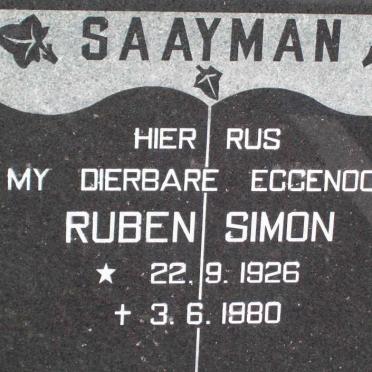 SAAYMAN
HIER RUS
MY DIERBARE EGGENOO
RUBEN SIMON
★ 22.9.1926
✝ 3.6.1980